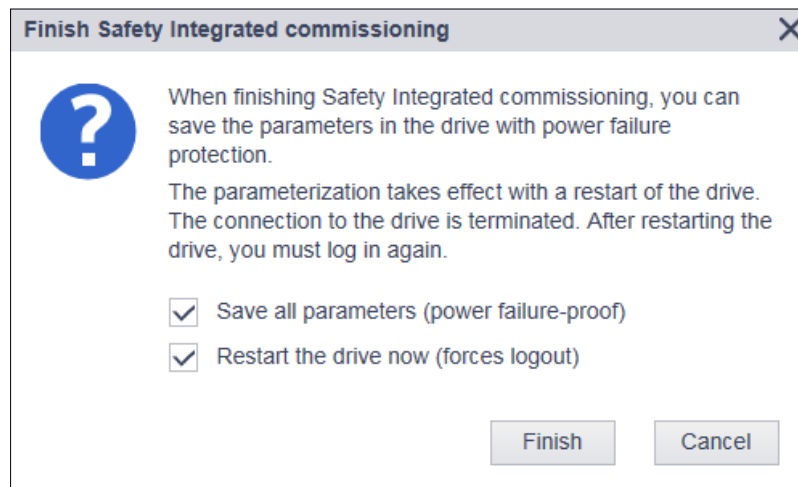 Finish Safety Integrated commissioning
When finishing Safety Integrated commissioning, you can
save the parameters in the drive with power failure
protection.
The parameterization takes effect with a restart of the drive.
The connection to the drive is terminated. After restarting the
drive, you must log in again.
Save all parameters (power failure-proof)
Restart the drive now (forces logout)
Finish Cancel